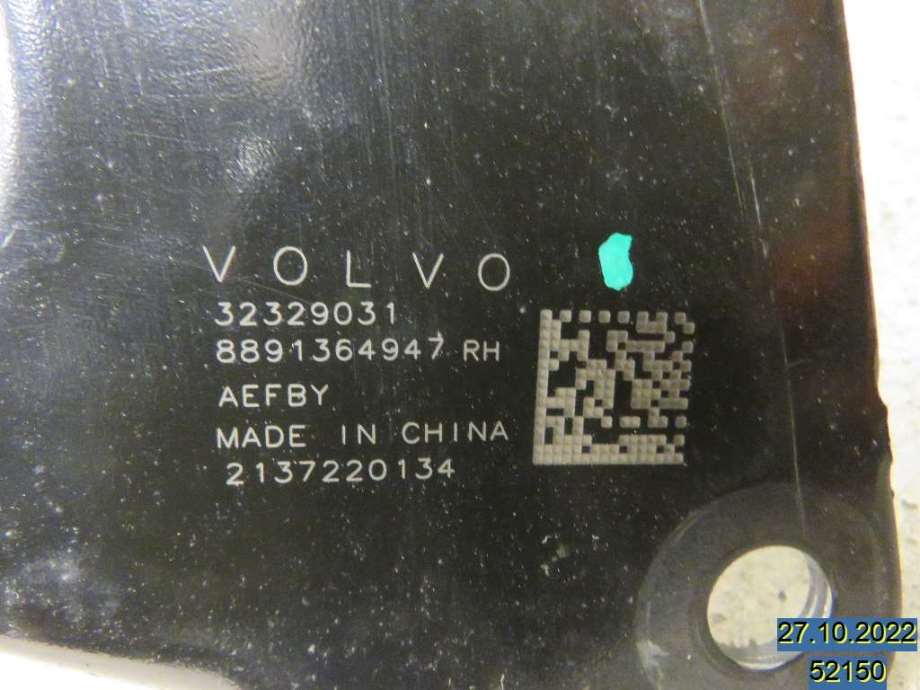 VOLVO
32329031
8891364947 RH
AEFBY
MADE IN CHINA
2137220134
27.10.2022
52150